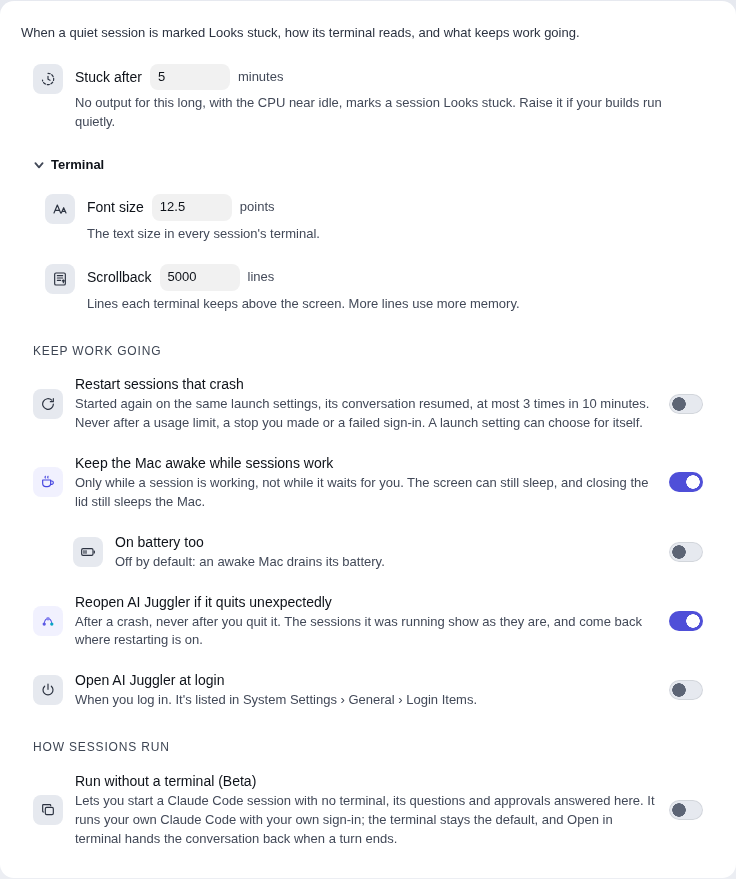 When a quiet session is marked Looks stuck, how its terminal reads, and what keeps work going.
Stuck after 5 minutes
No output for this long, with the CPU near idle, marks a session Looks stuck. Raise it if your builds run
quietly.
Terminal
Font size 12.5 points
The text size in every session's terminal.
Scrollback 5000 lines
Lines each terminal keeps above the screen. More lines use more memory.
KEEP WORK GOING
Restart sessions that crash
Started again on the same launch settings, its conversation resumed, at most 3 times in 10 minutes.
Never after a usage limit, a stop you made or a failed sign-in. A launch setting can choose for itself.
Keep the Mac awake while sessions work
Only while a session is working, not while it waits for you. The screen can still sleep, and closing the
lid still sleeps the Mac.
On battery too
Off by default: an awake Mac drains its battery.
Reopen AI Juggler if it quits unexpectedly
After a crash, never after you quit it. The sessions it was running show as they are, and come back
where restarting is on.
Open AI Juggler at login
When you log in. It's listed in System Settings › General › Login Items.
HOW SESSIONS RUN
Run without a terminal (Beta)
Lets you start a Claude Code session with no terminal, its questions and approvals answered here. It
runs your own Claude Code with your own sign-in; the terminal stays the default, and Open in
terminal hands the conversation back when a turn ends.